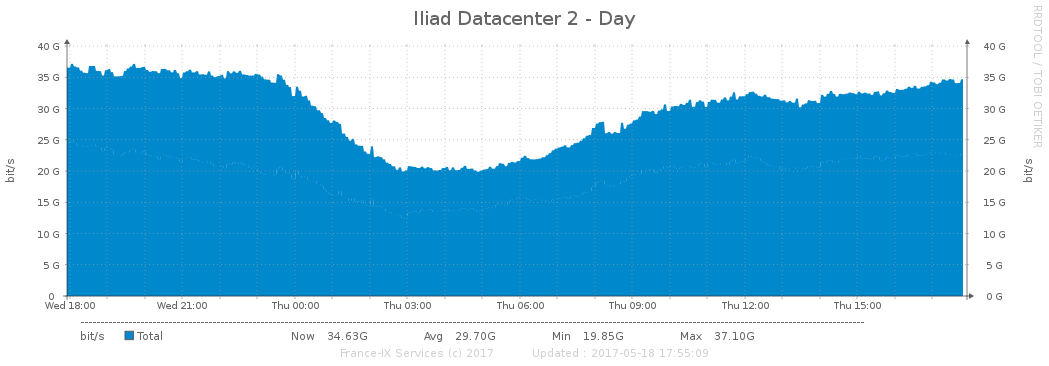 Iliad Datacenter 2 - Day
RRDTOOL / TOBI OETIKER
40 G 40 G
35 G 35 G
30 G 30 G
25 G 25 G
20 G 20 G
15 G 15 G
10 G 10 G
5 G 5 G
0 0 G
bit/s bit/s
Wed 18:00 Wed 21:00 Thu 00:00 Thu 03:00 Thu 06:00 Thu 09:00 Thu 12:00 Thu 15:00
bit/s Total Now 34.63G Avg 29.70G Min 19.85G Max 37.10G
France-IX Services (c) 2017 Updated : 2017-05-18 17:55:09